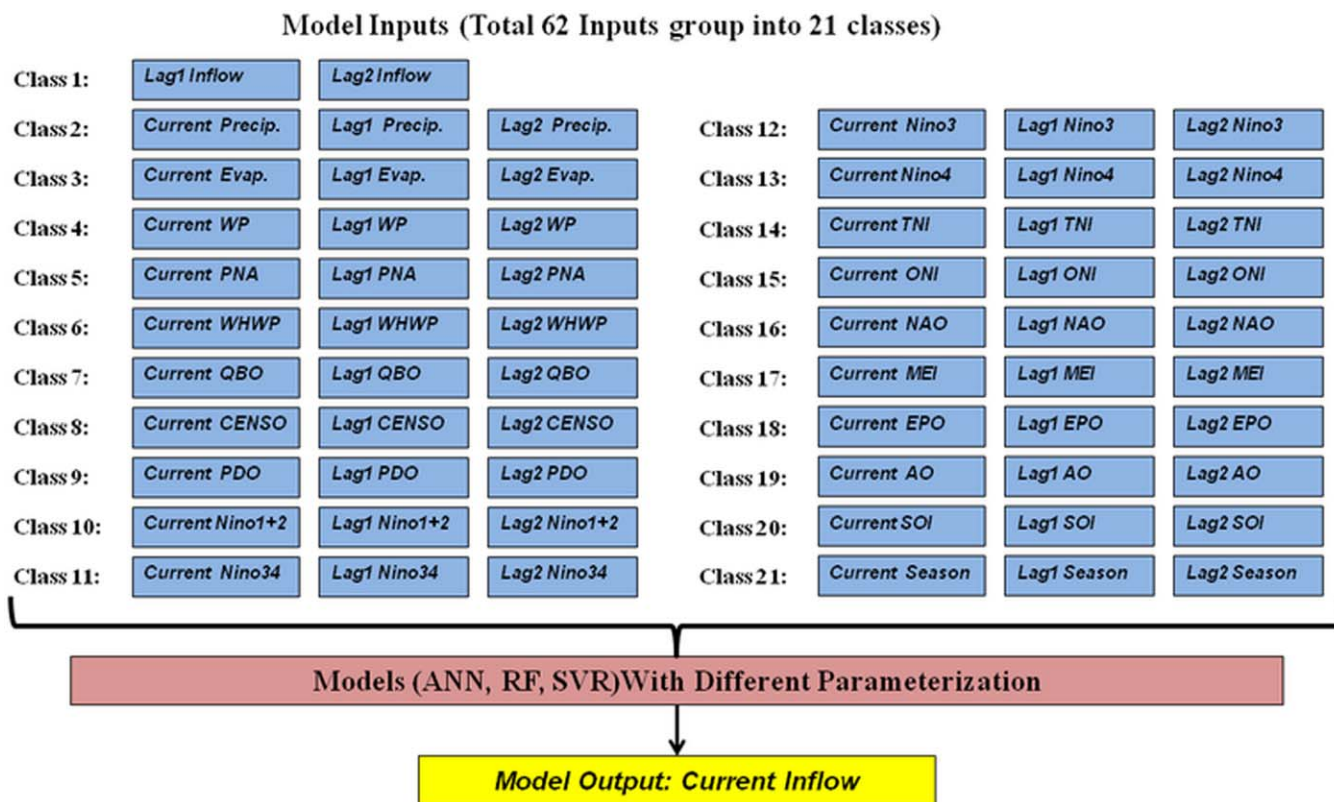 Model Inputs (Total 62 Inputs group into 21 classes)
Class 1: Lag1 Inflow Lag2 Inflow
Class 2: Current Precip. Lag1 Precip. Lag2 Precip.
Class 3: Current Evap. Lag1 Evap. Lag2 Evap.
Class 4: Current WP Lag1 WP Lag2 WP
Class 5: Current PNA Lag1 PNA Lag2 PNA
Class 6: Current WHWP Lag1 WHWP Lag2 WHWP
Class 7: Current QBO Lag1 QBO Lag2 QBO
Class 8: Current CENSO Lag1 CENSO Lag2 CENSO
Class 9: Current PDO Lag1 PDO Lag2 PDO
Class 10: Current Nino1+2 Lag1 Nino1+2 Lag2 Nino1+2
Class 11: Current Nino34 Lag1 Nino34 Lag2 Nino34
Class 12: Current Nino3 Lag1 Nino3 Lag2 Nino3
Class 13: Current Nino4 Lag1 Nino4 Lag2 Nino4
Class 14: Current TNI Lag1 TNI Lag2 TNI
Class 15: Current ONI Lag1 ONI Lag2 ONI
Class 16: Current NAO Lag1 NAO Lag2 NAO
Class 17: Current MEI Lag1 MEI Lag2 MEI
Class 18: Current EPO Lag1 EPO Lag2 EPO
Class 19: Current AO Lag1 AO Lag2 AO
Class 20: Current SOI Lag1 SOI Lag2 SOI
Class 21: Current Season Lag1 Season Lag2 Season
Models (ANN, RF, SVR)With Different Parameterization
Model Output: Current Inflow